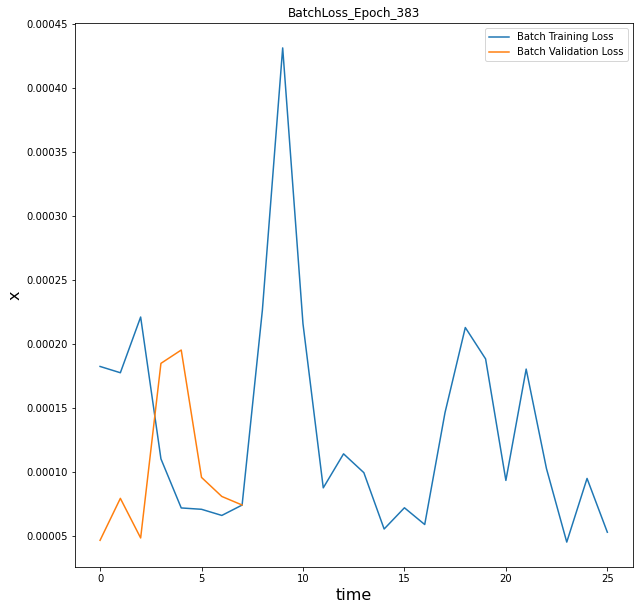 BatchLoss_Epoch_383
Batch Training Loss
Batch Validation Loss
0.00045
0.00040
0.00035
0.00030
0.00025
0.00020
0.00015
0.00010
0.00005
x
0 5 10 15 20 25
time